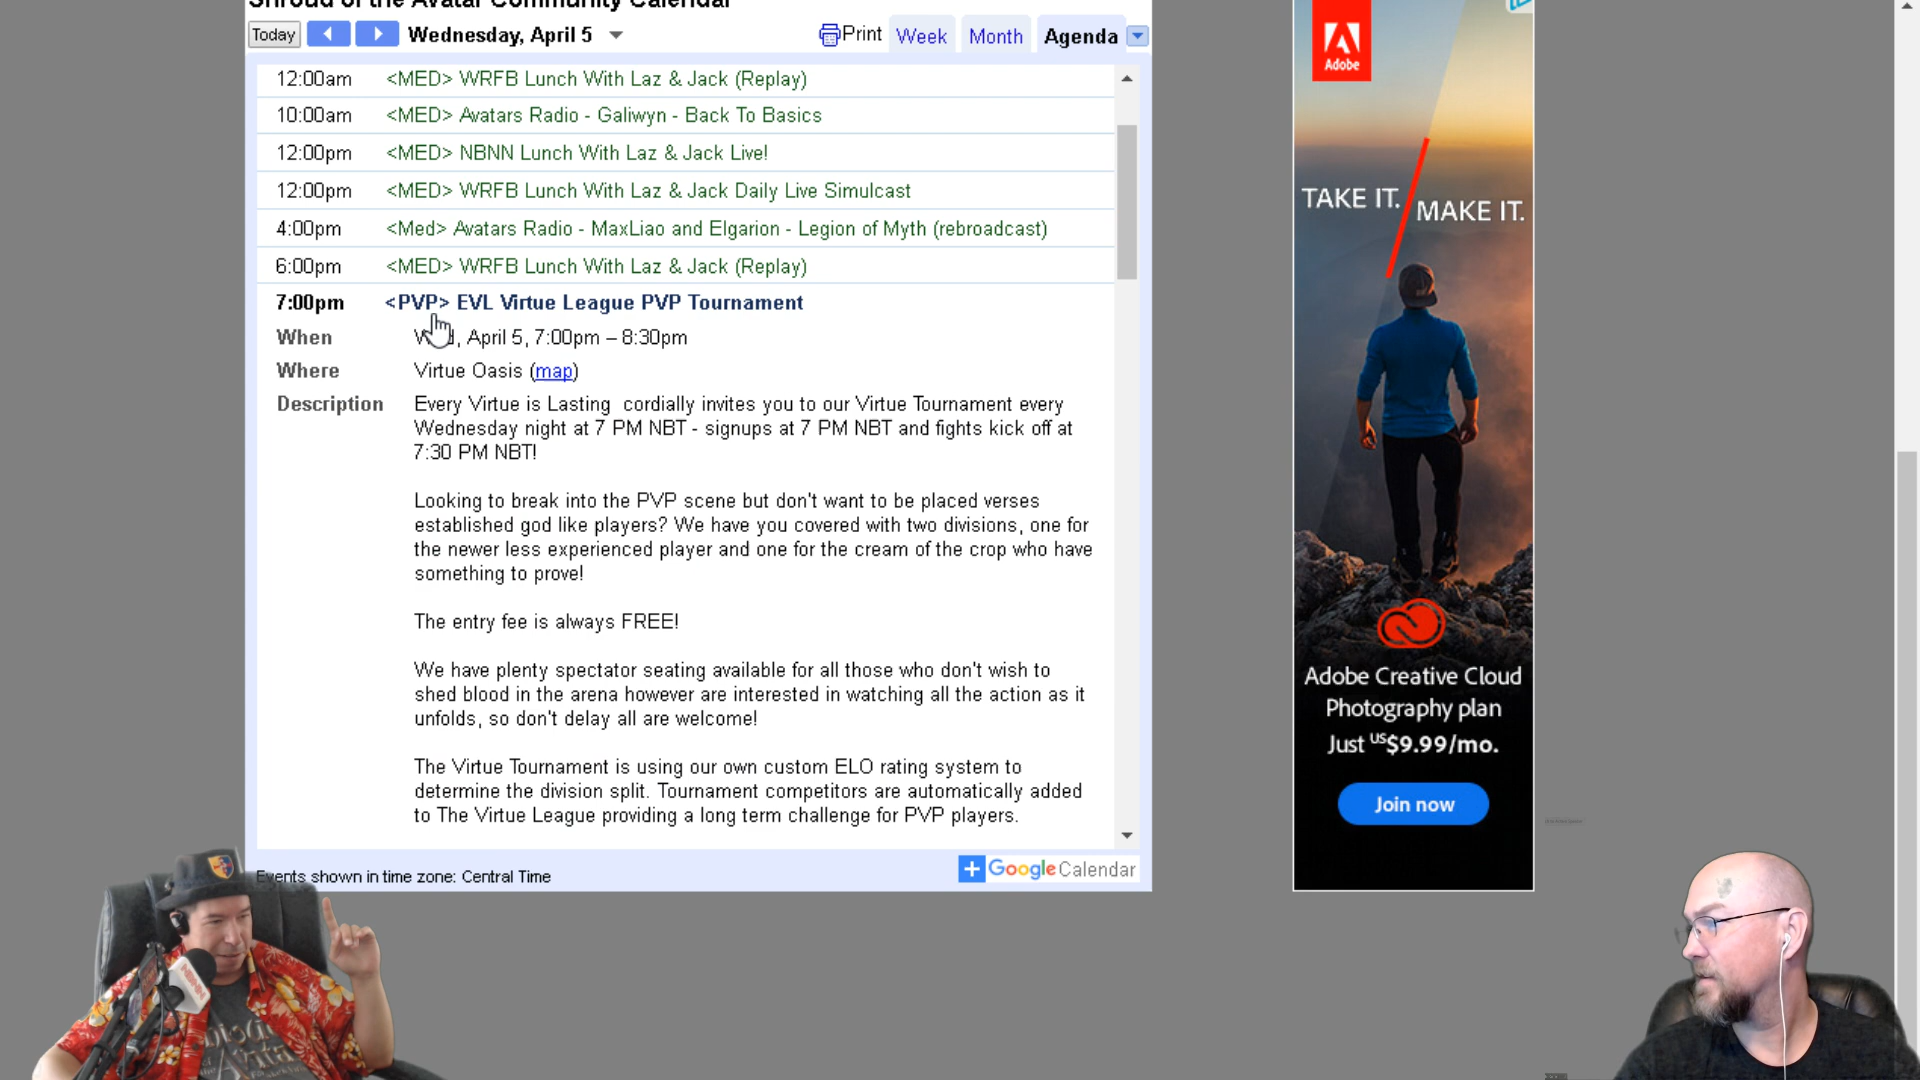 Shroud of the Avatar Community Calendar
Today Wednesday, April 5 Print Week Month Agenda
12:00am <MED> WRFB Lunch With Laz & Jack (Replay)
10:00am <MED> Avatars Radio - Galiwyn - Back To Basics
12:00pm <MED> NBNN Lunch With Laz & Jack Live!
12:00pm <MED> WRFB Lunch With Laz & Jack Daily Live Simulcast
4:00pm <Med> Avatars Radio - MaxLiao and Elgarion - Legion of Myth (rebroadcast)
6:00pm <MED> WRFB Lunch With Laz & Jack (Replay)
7:00pm <PVP> EVL Virtue League PVP Tournament
When Wed, April 5, 7:00pm – 8:30pm
Where Virtue Oasis (map)
Description Every Virtue is Lasting cordially invites you to our Virtue Tournament every
Wednesday night at 7 PM NBT - signups at 7 PM NBT and fights kick off at
7:30 PM NBT!
Looking to break into the PVP scene but don't want to be placed verses
established god like players? We have you covered with two divisions, one for
the newer less experienced player and one for the cream of the crop who have
something to prove!
The entry fee is always FREE!
We have plenty spectator seating available for all those who don't wish to
shed blood in the arena however are interested in watching all the action as it
unfolds, so don't delay all are welcome!
The Virtue Tournament is using our own custom ELO rating system to
determine the division split. Tournament competitors are automatically added
to The Virtue League providing a long term challenge for PVP players.
Events shown in time zone: Central Time
Google Calendar
Adobe
TAKE IT.
MAKE IT.
Adobe Creative Cloud
Photography plan
Just US$9.99/mo.
Join now
NBNN